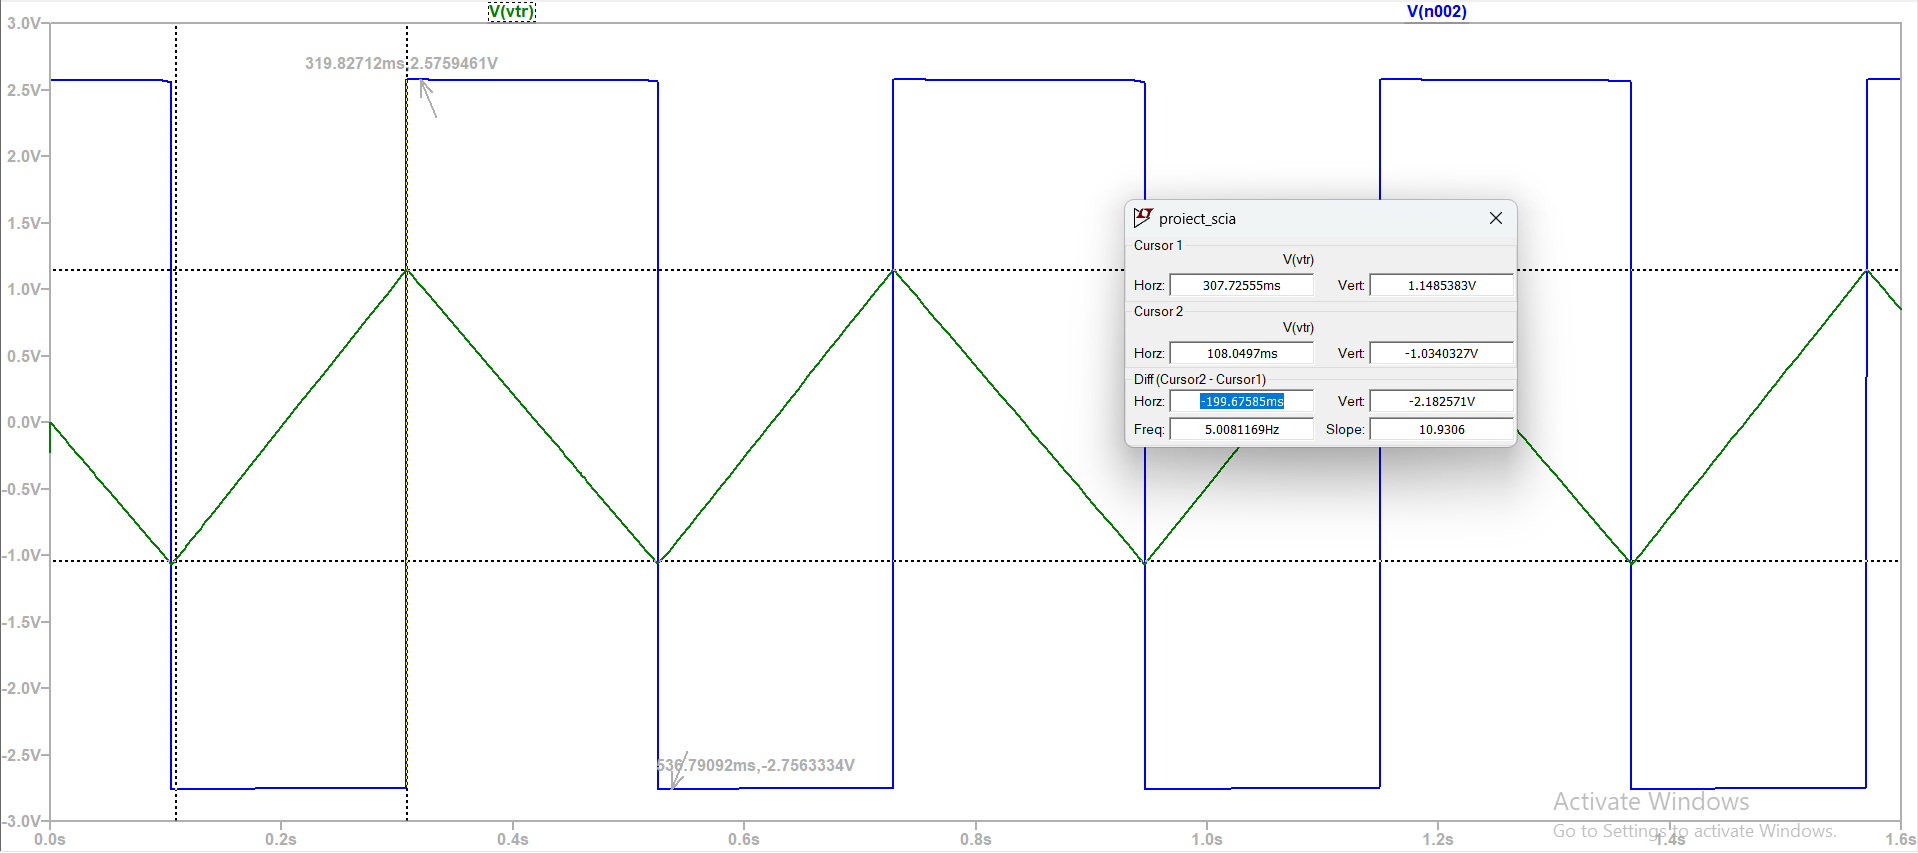 V(vtr) V(n002)
3.0V
319.82712ms,2.5759461V
2.5V
2.0V
1.5V
1.0V
0.5V
0.0V
-0.5V
-1.0V
-1.5V
-2.0V
-2.5V
-3.0V
536.79092ms,-2.7563334V
proiect_scia
Cursor 1
V(vtr)
Horz: 307.72555ms Vert: 1.1485383V
Cursor 2
V(vtr)
Horz: 108.0497ms Vert: -1.0340327V
Diff (Cursor2 - Cursor1)
Horz: -199.67585ms Vert: -2.182571V
Freq: 5.0081169Hz Slope: 10.9306
Activate Windows
Go to Settings to activate Windows.
0.0s 0.2s 0.4s 0.6s 0.8s 1.0s 1.2s 1.4s 1.6s